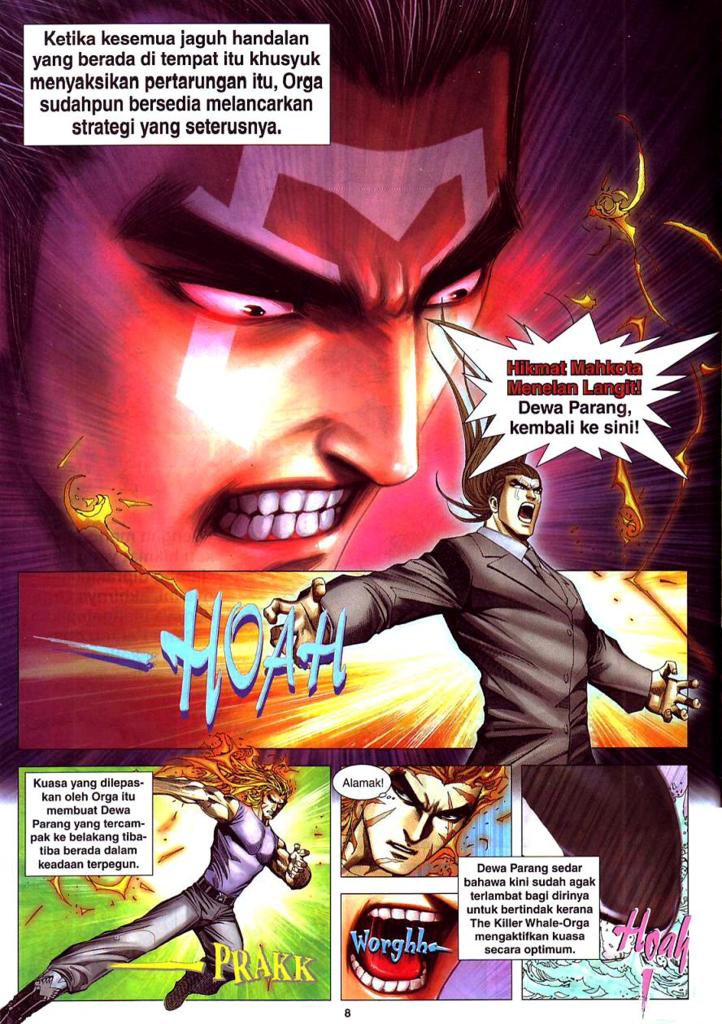 Ketika kesemua jaguh handalan
yang berada di tempat itu khusyuk
menyaksikan pertarungan itu, Orga
sudahpun bersedia melancarkan
strategi yang seterusnya.
Hikmat Mahkota
Menelan Langit!
Dewa Parang,
kembali ke sini!
HOAH
Kuasa yang dilepas-
kan oleh Orga itu
membuat Dewa
Parang yang tercam-
pak ke belakang tiba-
tiba berada dalam
keadaan terpegun.
PRAKK
Alamak!
Worghh
Dewa Parang sedar
bahawa kini sudah agak
terlambat bagi dirinya
untuk bertindak kerana
The Killer Whale-Orga
mengaktifkan kuasa
secara optimum.
Hoah!
8